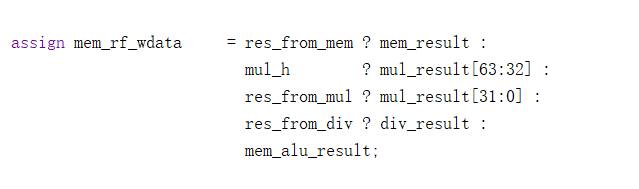 assign mem_rf_wdata = res_from_mem ? mem_result :
mul_h ? mul_result[63:32] :
res_from_mul ? mul_result[31:0] :
res_from_div ? div_result :
mem_alu_result;